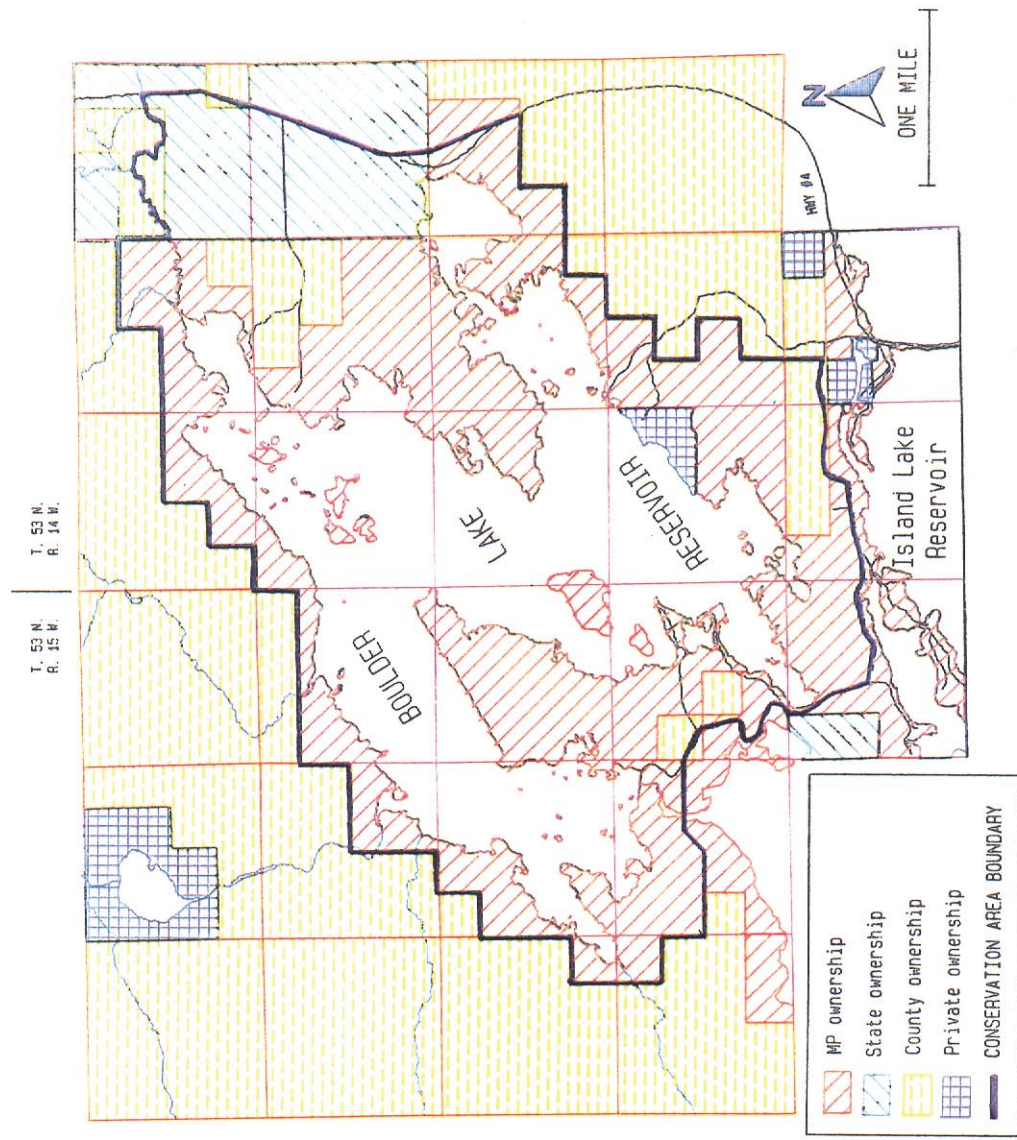 T. 53 N.
R. 15 W.
T. 53 N.
R. 14 W.
BOULDER
LAKE
RESERVOIR
HWY #4
Island Lake
Reservoir
N
ONE MILE
MP ownership
State ownership
County ownership
Private ownership
CONSERVATION AREA BOUNDARY